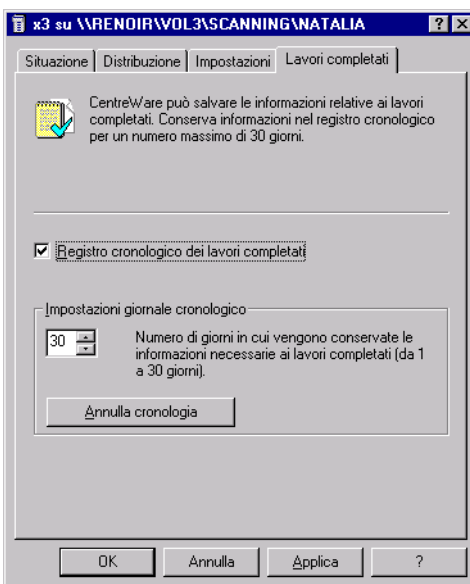 x3 su \\RENOIR\VOL3\SCANNING\NATALIA
Situazione Distribuzione Impostazioni Lavori completati
CentreWare può salvare le informazioni relative ai lavori
completati. Conserva informazioni nel registro cronologico
per un numero massimo di 30 giorni.
Registro cronologico dei lavori completati
Impostazioni giornale cronologico
30
Numero di giorni in cui vengono conservate le
informazioni necessarie ai lavori completati (da 1
a 30 giorni).
Annulla cronologia
OK Annulla Applica ?